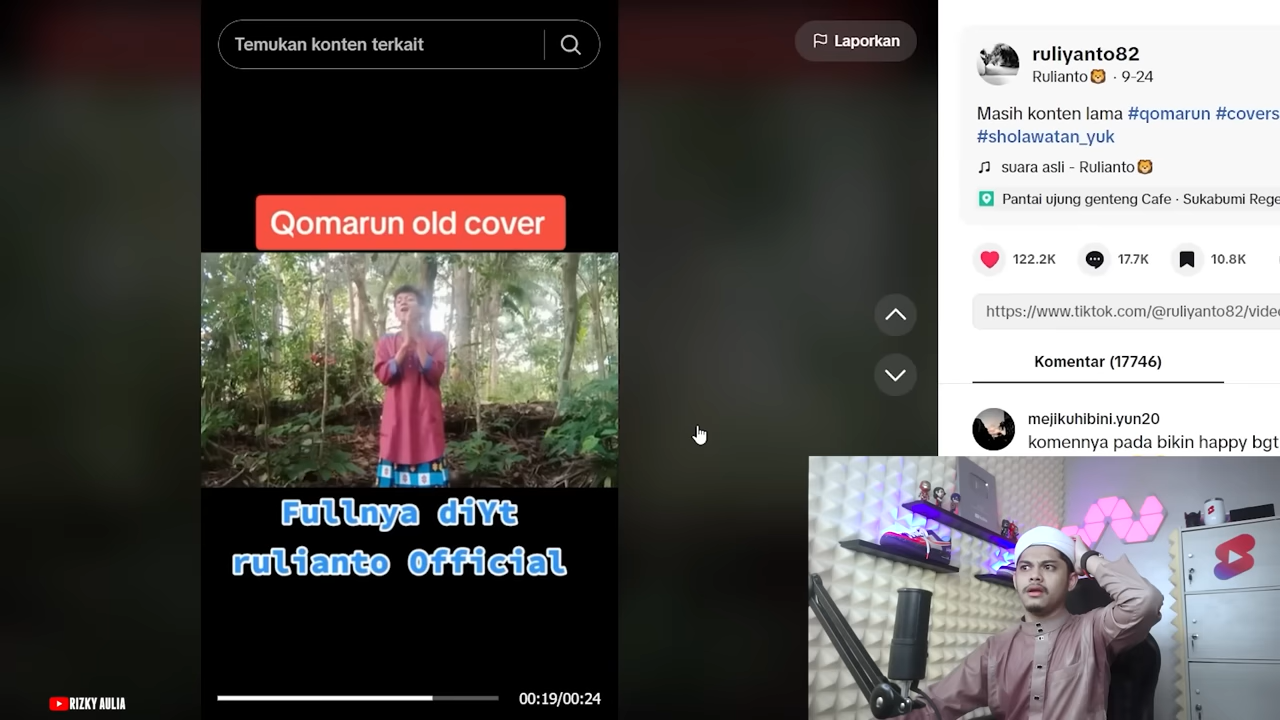 Temukan konten terkait
Laporkan
Qomarun old cover
Fullnya diYt
rulianto Official
00:19/00:24
RIZKY AULIA
ruliyanto82
Rulianto🦁 · 9-24
Masih konten lama #qomarun #covers
#sholawatan_yuk
suara asli - Rulianto🦁
Pantai ujung genteng Cafe · Sukabumi Rege
122.2K
17.7K
10.8K
https://www.tiktok.com/@ruliyanto82/vide
Komentar (17746)
mejikuhibini.yun20
komennya pada bikin happy bgt